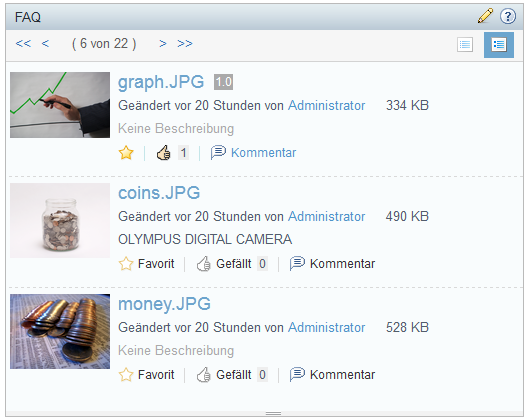 FAQ
<< < ( 6 von 22 ) > >>
graph.JPG 1.0
Geändert vor 20 Stunden von Administrator 334 KB
Keine Beschreibung
1 Kommentar
coins.JPG
Geändert vor 20 Stunden von Administrator 490 KB
OLYMPUS DIGITAL CAMERA
Favorit Gefällt 0 Kommentar
money.JPG
Geändert vor 20 Stunden von Administrator 528 KB
Keine Beschreibung
Favorit Gefällt 0 Kommentar